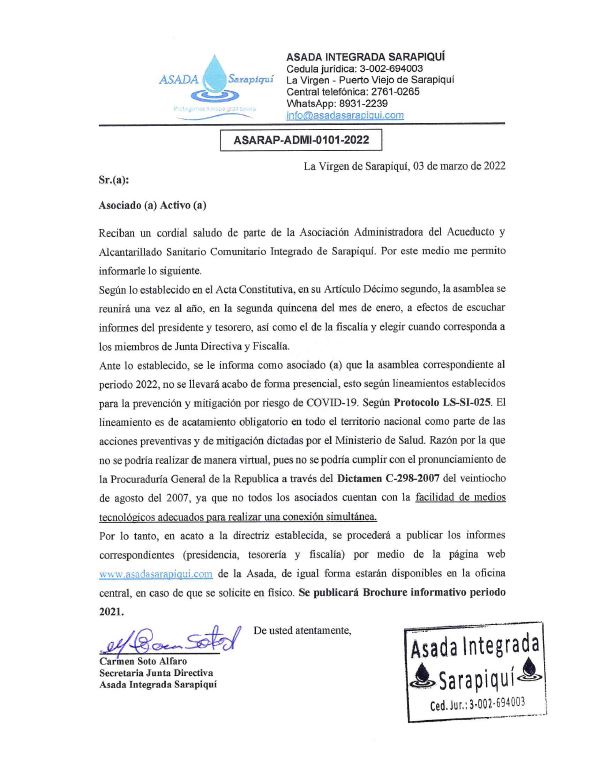 ASADA INTEGRADA SARAPIQUÍ
Cedula jurídica: 3-002-694003
La Virgen - Puerto Viejo de Sarapiquí
Central telefónica: 2761-0265
WhatsApp: 8931-2239
info@asadasarapiqui.com
ASADA Sarapiquí
ASARAP-ADMI-0101-2022
La Virgen de Sarapiquí, 03 de marzo de 2022
Sr.(a):
Asociado (a) Activo (a)
Reciban un cordial saludo de parte de la Asociación Administradora del Acueducto y
Alcantarillado Sanitario Comunitario Integrado de Sarapiquí. Por este medio me permito
informarle lo siguiente.
Según lo establecido en el Acta Constitutiva, en su Artículo Décimo segundo, la asamblea se
reunirá una vez al año, en la segunda quincena del mes de enero, a efectos de escuchar
informes del presidente y tesorero, así como el de la fiscalía y elegir cuando corresponda a
los miembros de Junta Directiva y Fiscalía.
Ante lo establecido, se le informa como asociado (a) que la asamblea correspondiente al
periodo 2022, no se llevará acabo de forma presencial, esto según lineamientos establecidos
para la prevención y mitigación por riesgo de COVID-19. Según Protocolo LS-SI-025. El
lineamiento es de acatamiento obligatorio en todo el territorio nacional como parte de las
acciones preventivas y de mitigación dictadas por el Ministerio de Salud. Razón por la que
no se podría realizar de manera virtual, pues no se podría cumplir con el pronunciamiento de
la Procuraduría General de la Republica a través del Dictamen C-298-2007 del veintiocho
de agosto del 2007, ya que no todos los asociados cuentan con la facilidad de medios
tecnológicos adecuados para realizar una conexión simultánea.
Por lo tanto, en acato a la directriz establecida, se procederá a publicar los informes
correspondientes (presidencia, tesorería y fiscalía) por medio de la página web
www.asadasarapiqui.com de la Asada, de igual forma estarán disponibles en la oficina
central, en caso de que se solicite en físico. Se publicará Brochure informativo periodo
2021.
De usted atentamente,
Carmen Soto Alfaro
Secretaria Junta Directiva
Asada Integrada Sarapiquí
Asada Integrada
Sarapiquí
Ced. Jur.: 3-002-694003